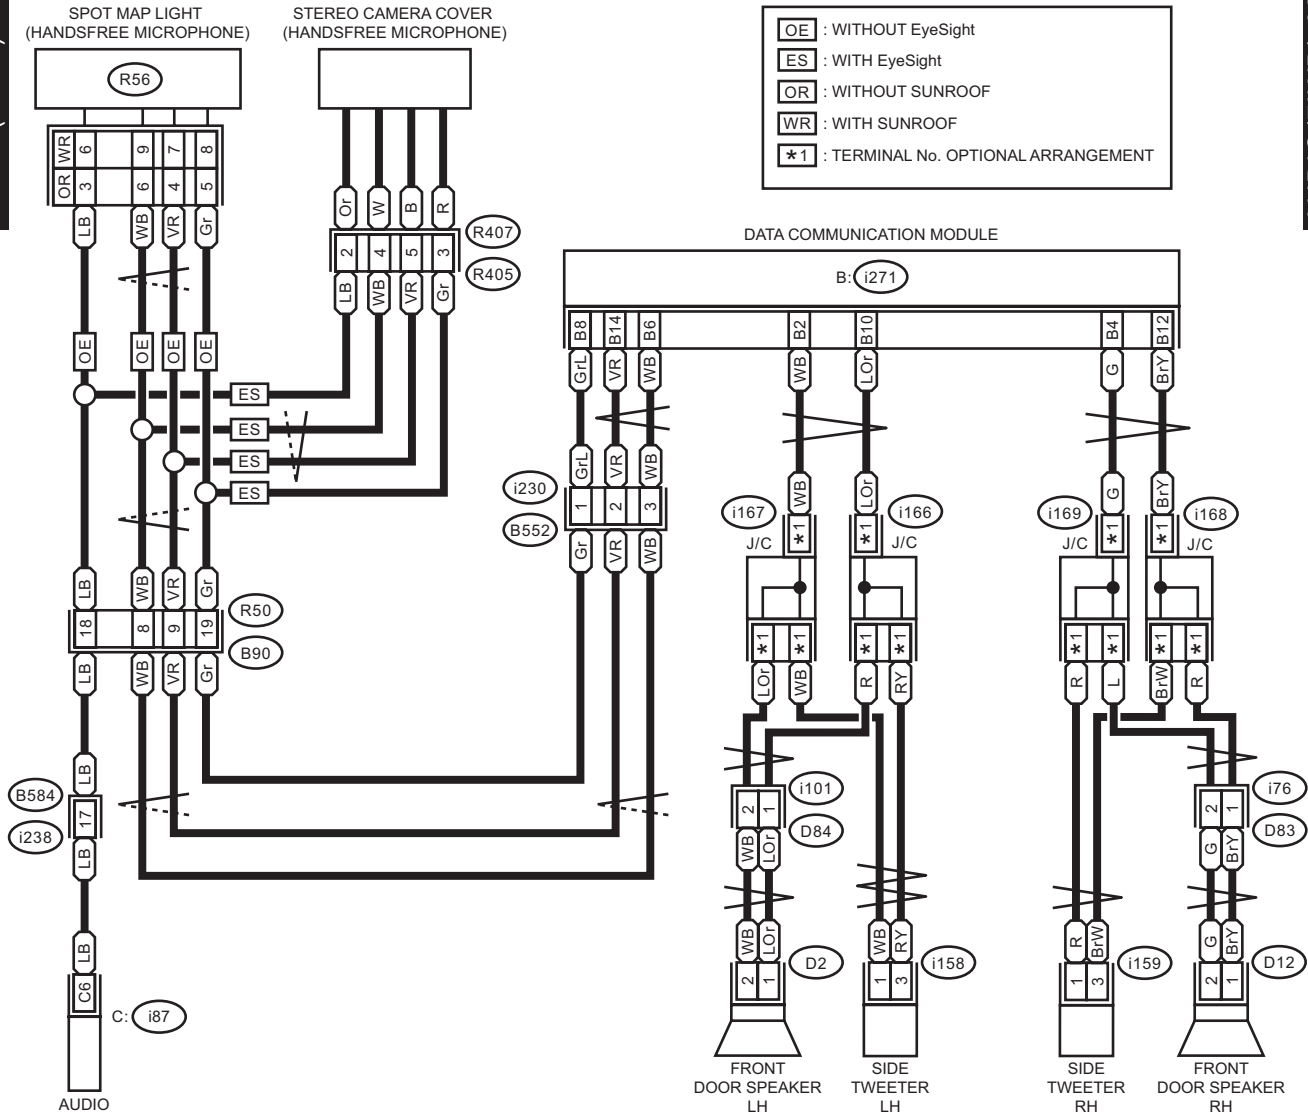 SPOT MAP LIGHT
(HANDSFREE MICROPHONE)
STEREO CAMERA COVER
(HANDSFREE MICROPHONE)
OE : WITHOUT EyeSight
ES : WITH EyeSight
OR : WITHOUT SUNROOF
WR : WITH SUNROOF
*1 : TERMINAL No. OPTIONAL ARRANGEMENT
R56
WR 6 9 7 8
OR 3 6 4 5
LB WB VR Gr
Or W B R
R407
2 4 5 3
R405
LB WB VR Gr
DATA COMMUNICATION MODULE
B: i271
B8 B14 B6 B2 B10 B4 B12
GrL VR WB WB LOr G BrY
OE OE OE OE
ES
ES
ES
ES
GrL VR WB WB LOr G BrY
i230
1 2 3
B552
Gr VR WB
i167 *1 *1 i166
J/C J/C
i169 *1 *1 i168
J/C J/C
LB WB VR Gr
R50
18 8 9 19
B90
LB WB VR Gr
*1 *1 *1 *1 *1 *1 *1 *1
LOr WB R RY R L BrW R
LB
B584
17
i238
LB
i101
2 1
D84
WB LOr
i76
2 1
D83
G BrY
LB
WB LOr WB RY R BrW G BrY
2 1 D2
1 3 i158
1 3 i159
2 1 D12
C6
C: i87
AUDIO
FRONT
DOOR SPEAKER
LH
SIDE
TWEETER
LH
SIDE
TWEETER
RH
FRONT
DOOR SPEAKER
RH